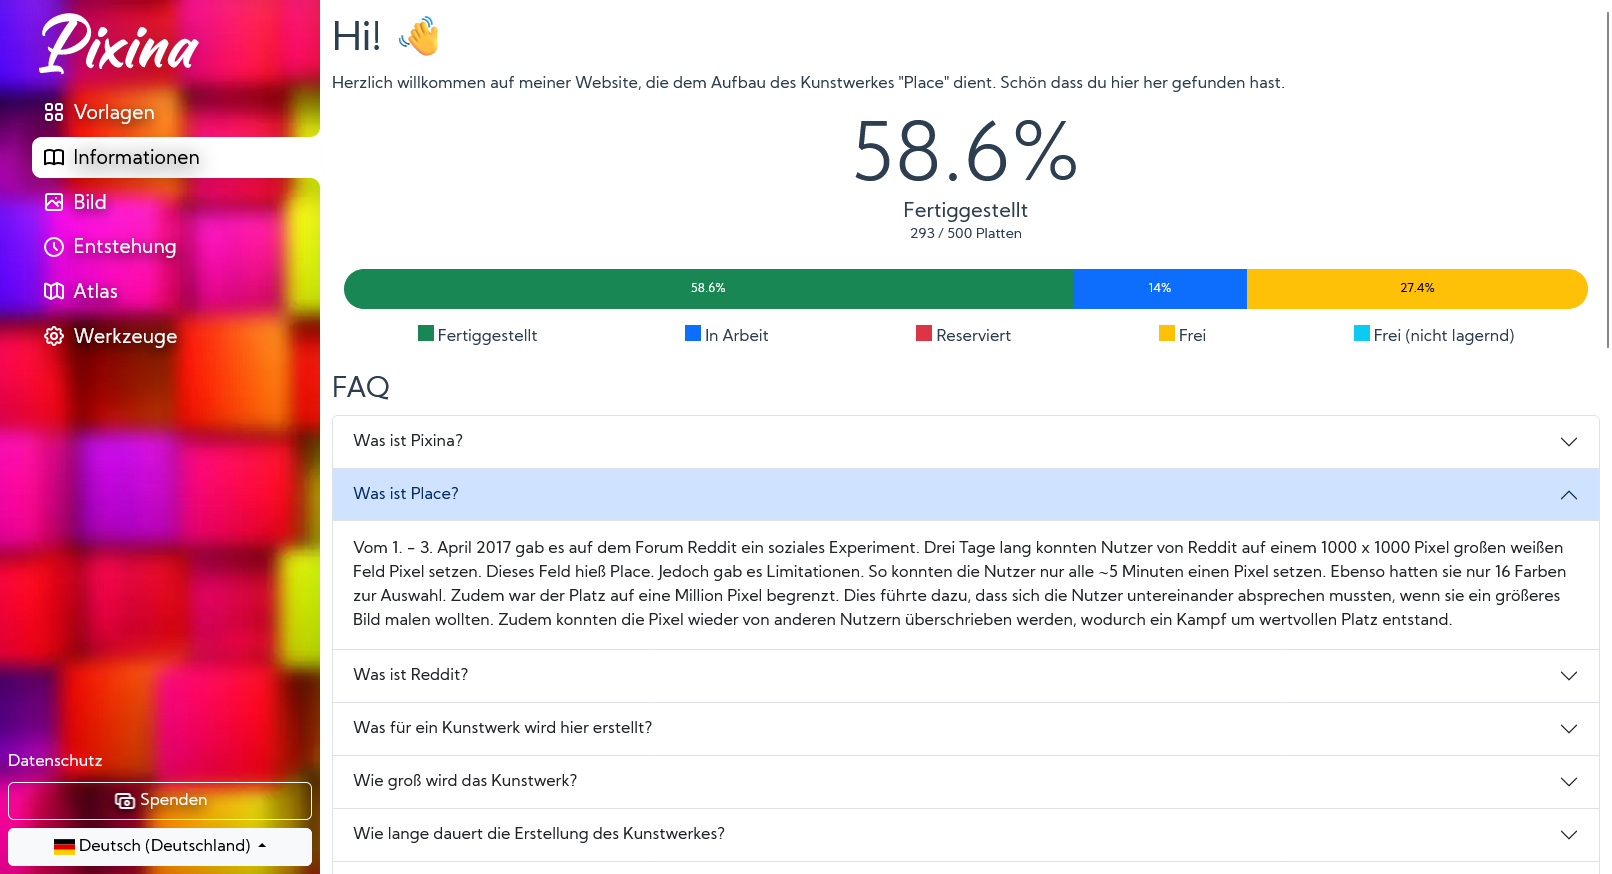 Pixina
Vorlagen
Informationen
Bild
Entstehung
Atlas
Werkzeuge
Datenschutz
Spenden
Deutsch (Deutschland)
Hi!
Herzlich willkommen auf meiner Website, die dem Aufbau des Kunstwerkes "Place" dient. Schön dass du hier her gefunden hast.
58.6%
Fertiggestellt
293 / 500 Platten
58.6% 14% 27.4%
Fertiggestellt In Arbeit Reserviert Frei Frei (nicht lagernd)
FAQ
Was ist Pixina?
Was ist Place?
Vom 1. - 3. April 2017 gab es auf dem Forum Reddit ein soziales Experiment. Drei Tage lang konnten Nutzer von Reddit auf einem 1000 x 1000 Pixel großen weißen
Feld Pixel setzen. Dieses Feld hieß Place. Jedoch gab es Limitationen. So konnten die Nutzer nur alle ~5 Minuten einen Pixel setzen. Ebenso hatten sie nur 16 Farben
zur Auswahl. Zudem war der Platz auf eine Million Pixel begrenzt. Dies führte dazu, dass sich die Nutzer untereinander absprechen mussten, wenn sie ein größeres
Bild malen wollten. Zudem konnten die Pixel wieder von anderen Nutzern überschrieben werden, wodurch ein Kampf um wertvollen Platz entstand.
Was ist Reddit?
Was für ein Kunstwerk wird hier erstellt?
Wie groß wird das Kunstwerk?
Wie lange dauert die Erstellung des Kunstwerkes?